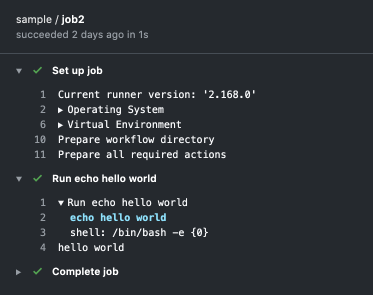 sample / job2
succeeded 2 days ago in 1s
Set up job
1 Current runner version: '2.168.0'
2 ▶ Operating System
6 ▶ Virtual Environment
10 Prepare workflow directory
11 Prepare all required actions
Run echo hello world
1 ▼ Run echo hello world
2 echo hello world
3 shell: /bin/bash -e {0}
4 hello world
Complete job